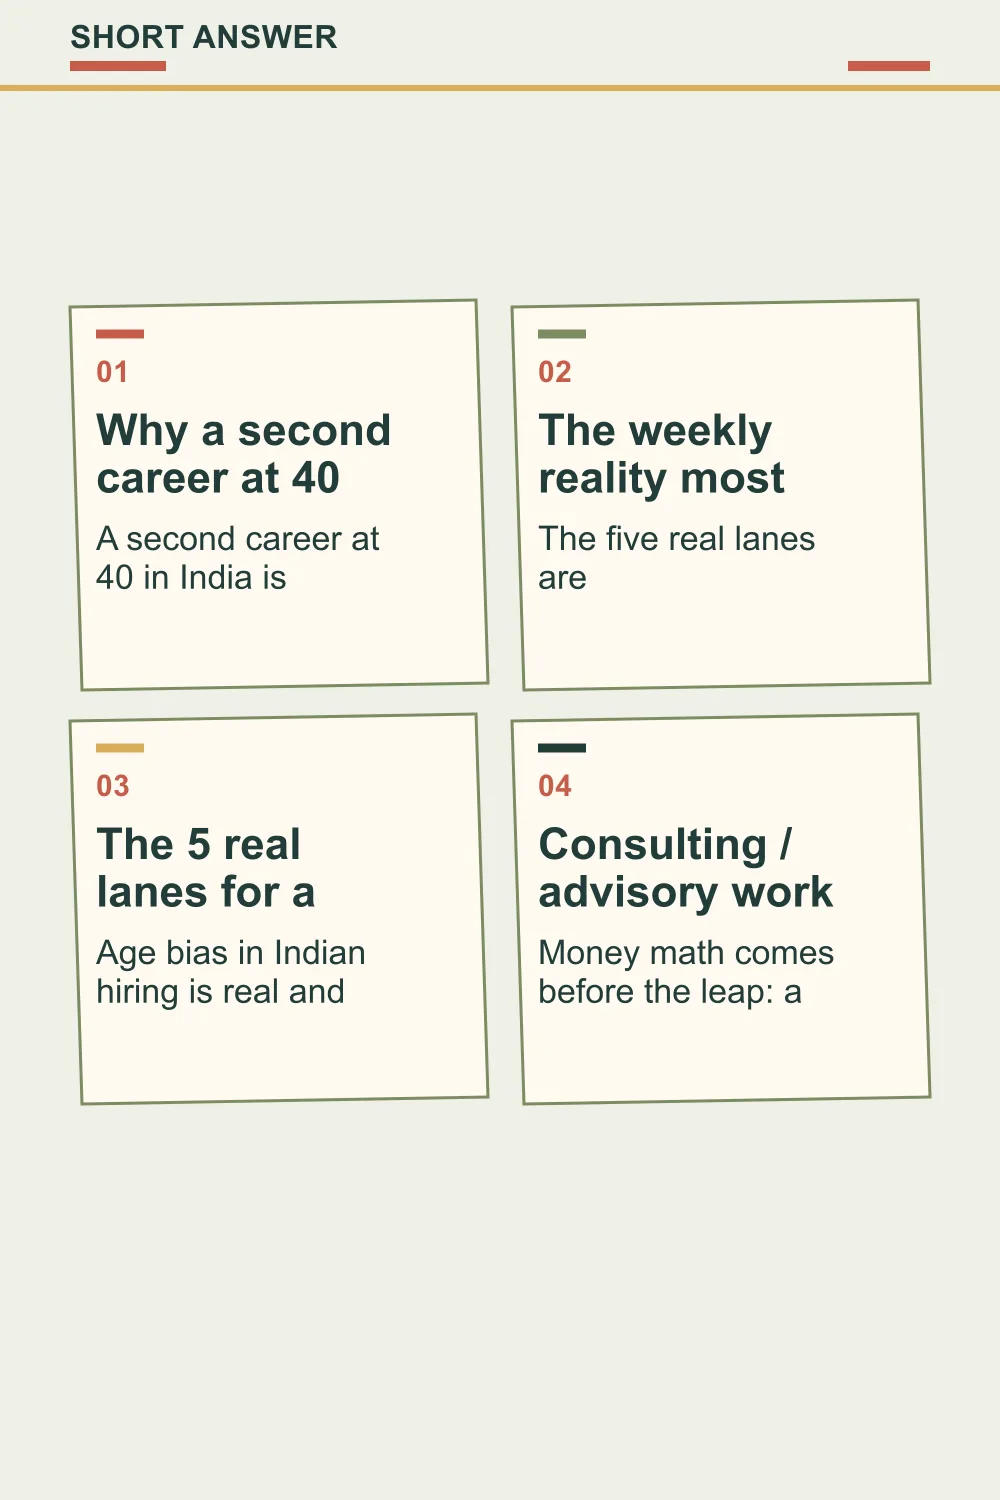 SHORT ANSWER
01
Why a second
career at 40
A second career at
40 in India is
02
The weekly
reality most
The five real lanes
are
03
The 5 real
lanes for a
Age bias in Indian
hiring is real and
04
Consulting /
advisory work
Money math comes
before the leap: a